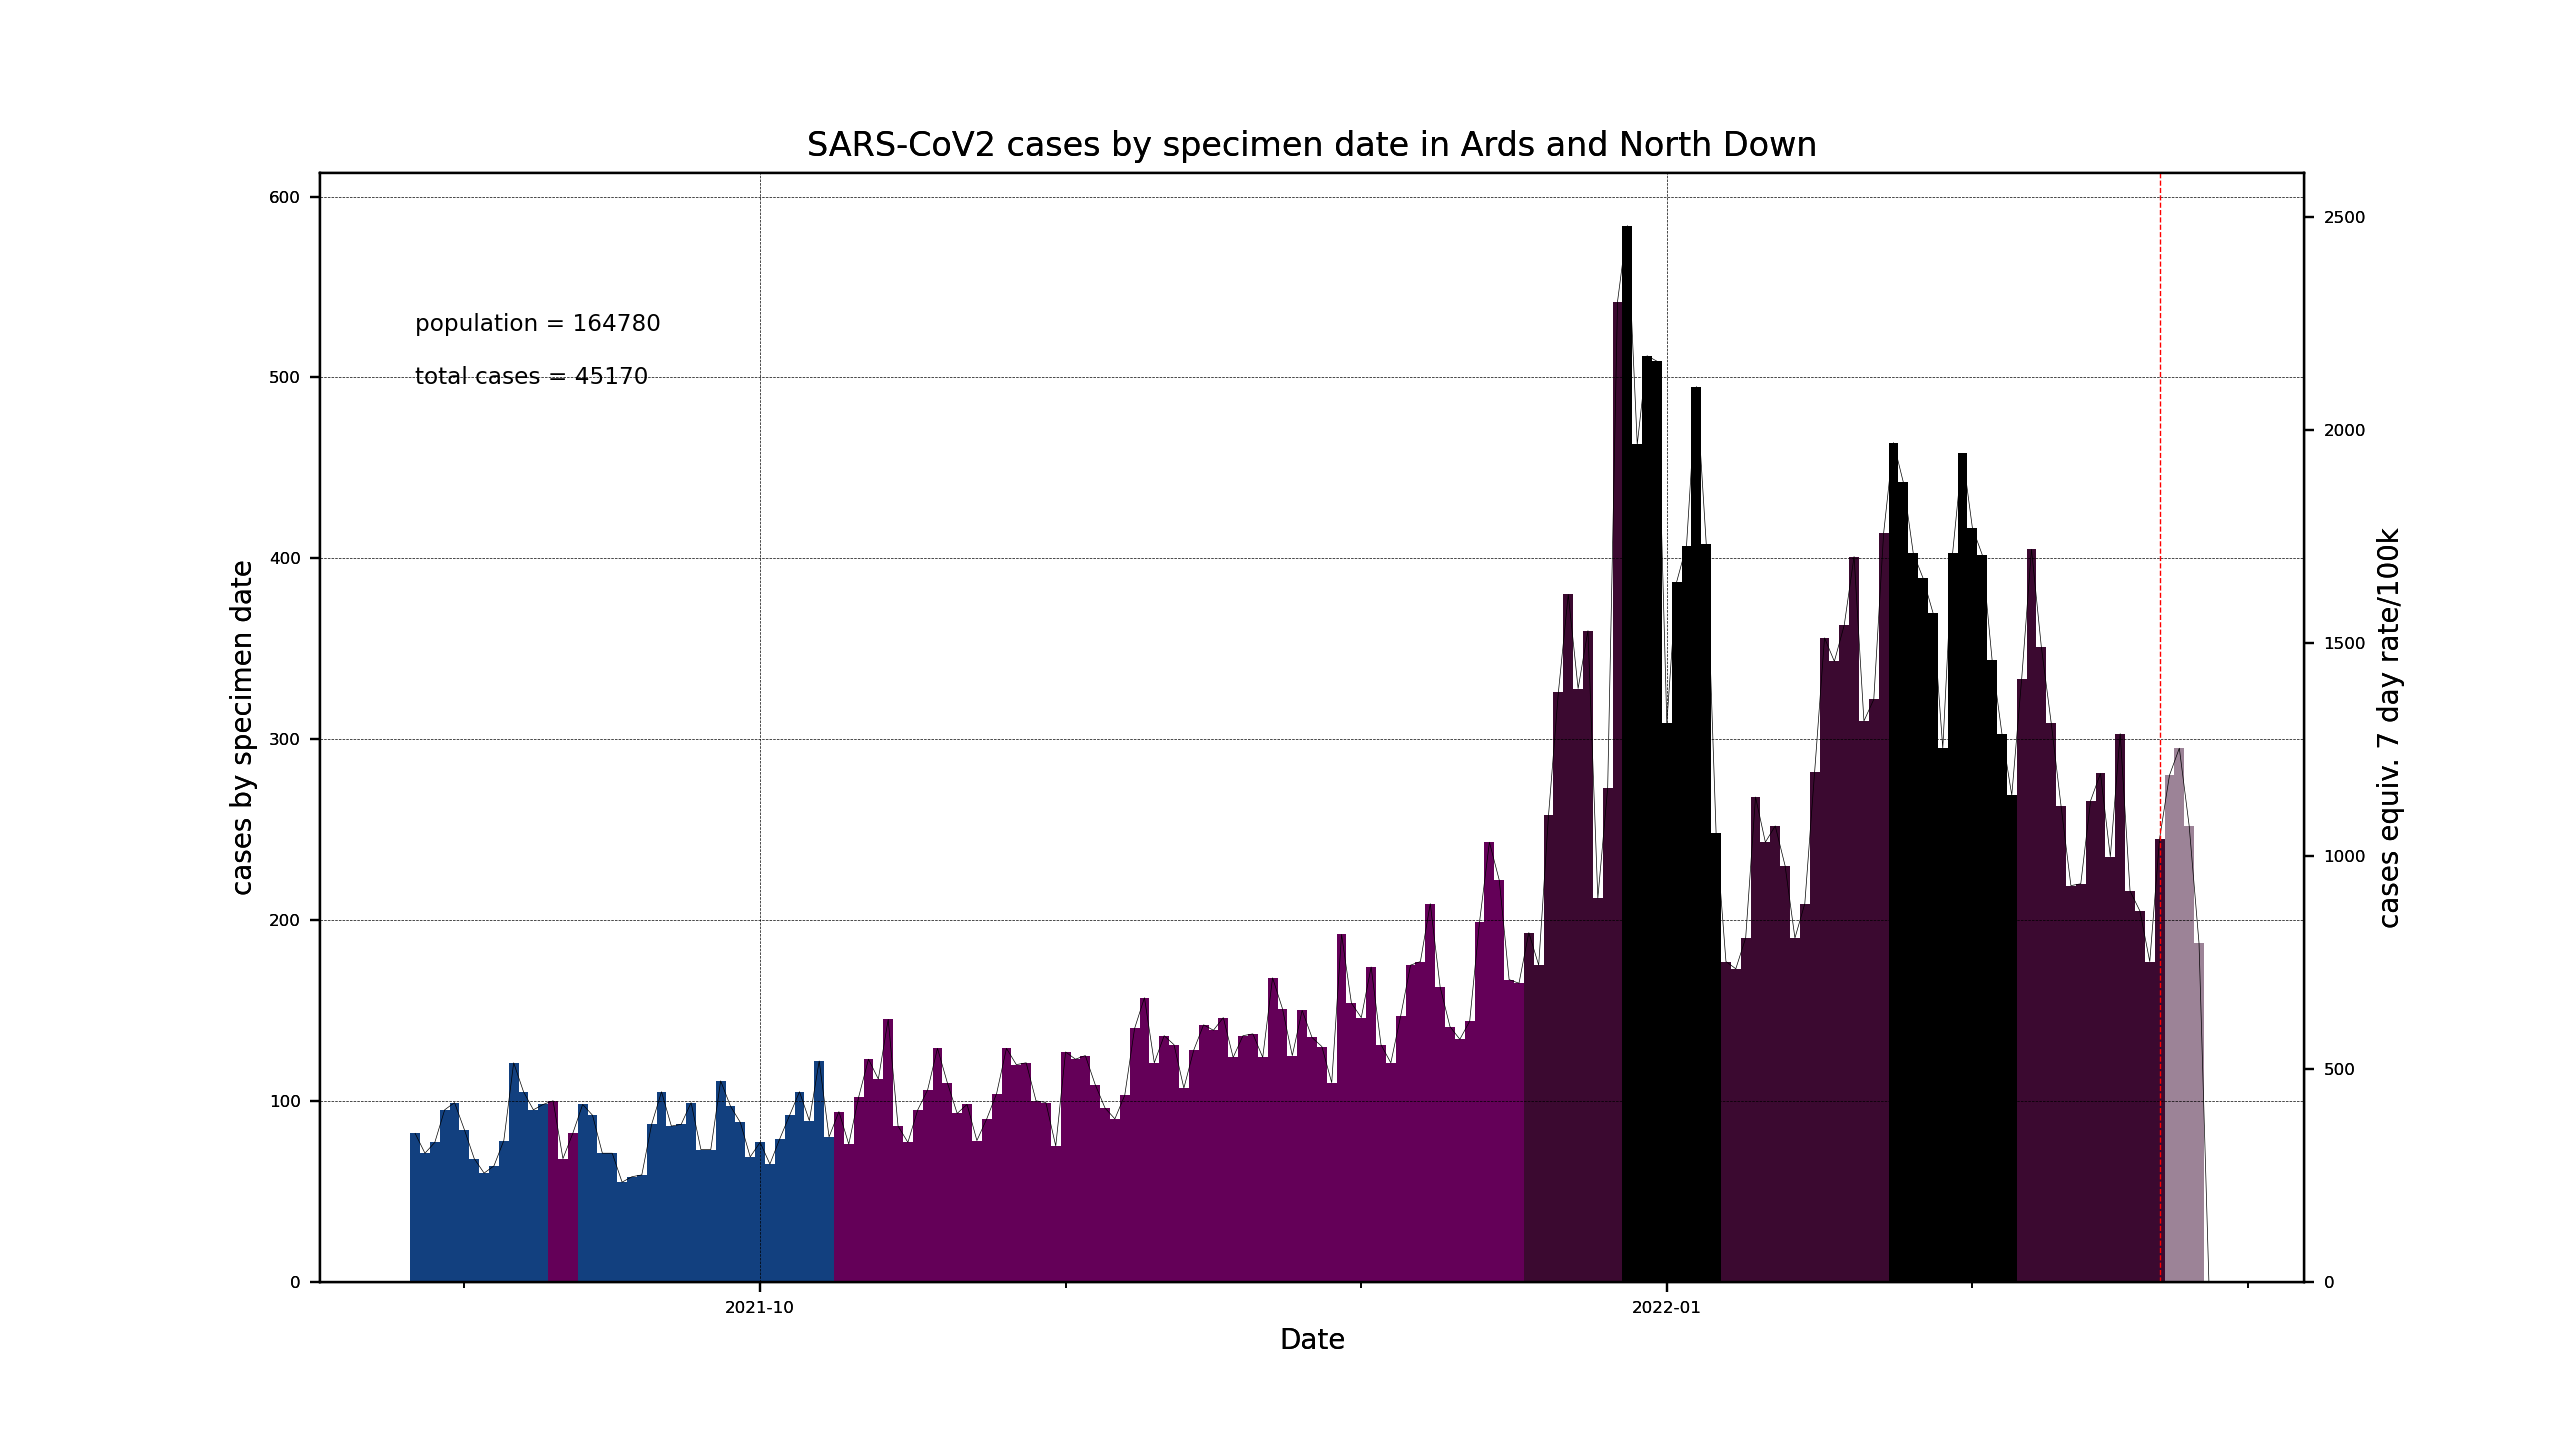 SARS-CoV2 cases by specimen date in Ards and North Down
population = 164780
total cases = 45170
cases by specimen date
600
500
400
300
200
100
0
2500
2000
1500
1000
500
0
cases equiv. 7 day rate/100k
2021-10
2022-01
Date